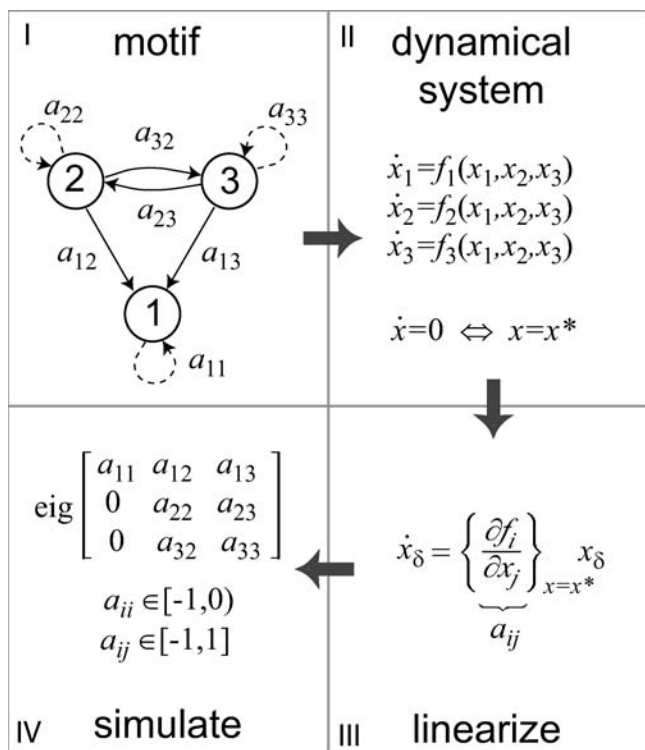 I
motif
a22
a33
a32
2
3
a23
a12
a13
1
a11
II
dynamical
system
ẋ1=f1(x1,x2,x3)
ẋ2=f2(x1,x2,x3)
ẋ3=f3(x1,x2,x3)
ẋ=0 ⇔ x=x*
eig [ a11 a12 a13
0 a22 a23
0 a32 a33 ]
aii ∈[-1,0)
aij ∈[-1,1]
IV
simulate
ẋδ = { ∂fi/∂xj }x=x* xδ
aij
III
linearize